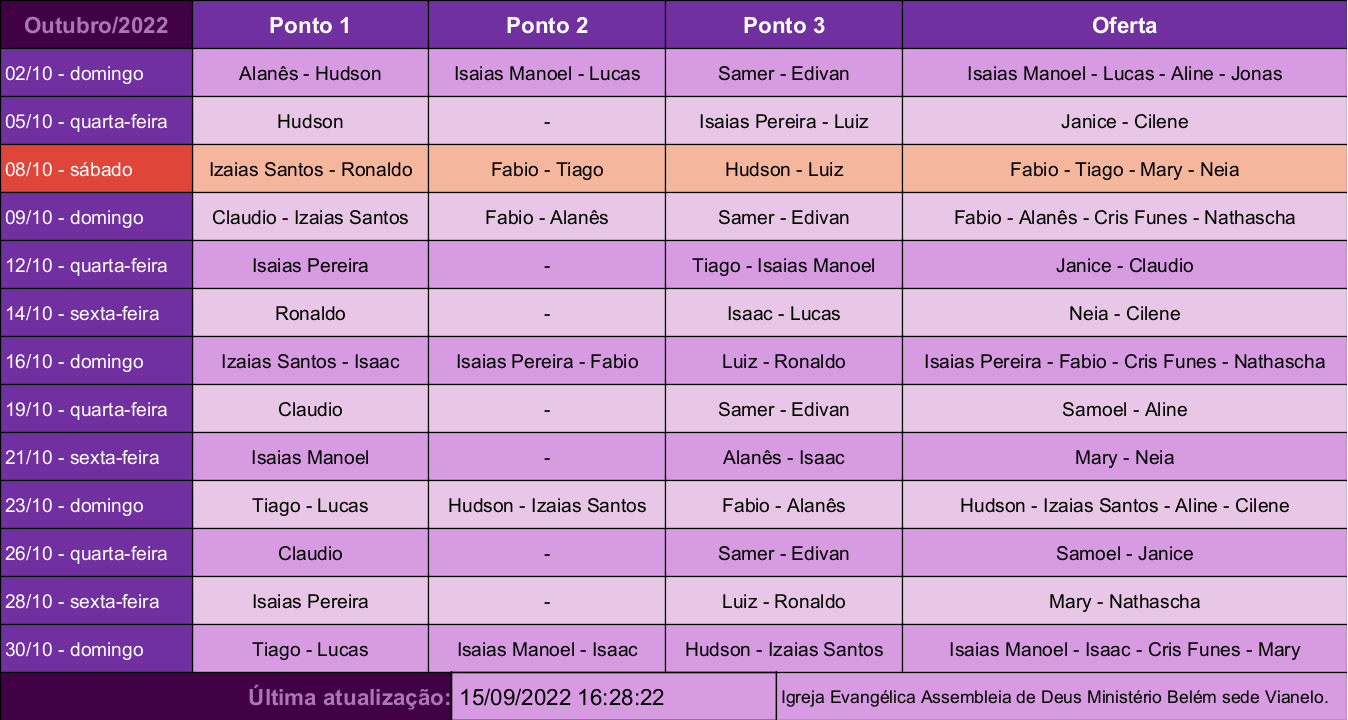 Outubro/2022 Ponto 1 Ponto 2 Ponto 3 Oferta
02/10 - domingo Alanês - Hudson Isaias Manoel - Lucas Samer - Edivan Isaias Manoel - Lucas - Aline - Jonas
05/10 - quarta-feira Hudson - Isaias Pereira - Luiz Janice - Cilene
08/10 - sábado Izaias Santos - Ronaldo Fabio - Tiago Hudson - Luiz Fabio - Tiago - Mary - Neia
09/10 - domingo Claudio - Izaias Santos Fabio - Alanês Samer - Edivan Fabio - Alanês - Cris Funes - Nathascha
12/10 - quarta-feira Isaias Pereira - Tiago - Isaias Manoel Janice - Claudio
14/10 - sexta-feira Ronaldo - Isaac - Lucas Neia - Cilene
16/10 - domingo Izaias Santos - Isaac Isaias Pereira - Fabio Luiz - Ronaldo Isaias Pereira - Fabio - Cris Funes - Nathascha
19/10 - quarta-feira Claudio - Samer - Edivan Samoel - Aline
21/10 - sexta-feira Isaias Manoel - Alanês - Isaac Mary - Neia
23/10 - domingo Tiago - Lucas Hudson - Izaias Santos Fabio - Alanês Hudson - Izaias Santos - Aline - Cilene
26/10 - quarta-feira Claudio - Samer - Edivan Samoel - Janice
28/10 - sexta-feira Isaias Pereira - Luiz - Ronaldo Mary - Nathascha
30/10 - domingo Tiago - Lucas Isaias Manoel - Isaac Hudson - Izaias Santos Isaias Manoel - Isaac - Cris Funes - Mary
Última atualização: 15/09/2022 16:28:22 Igreja Evangélica Assembleia de Deus Ministério Belém sede Vianelo.